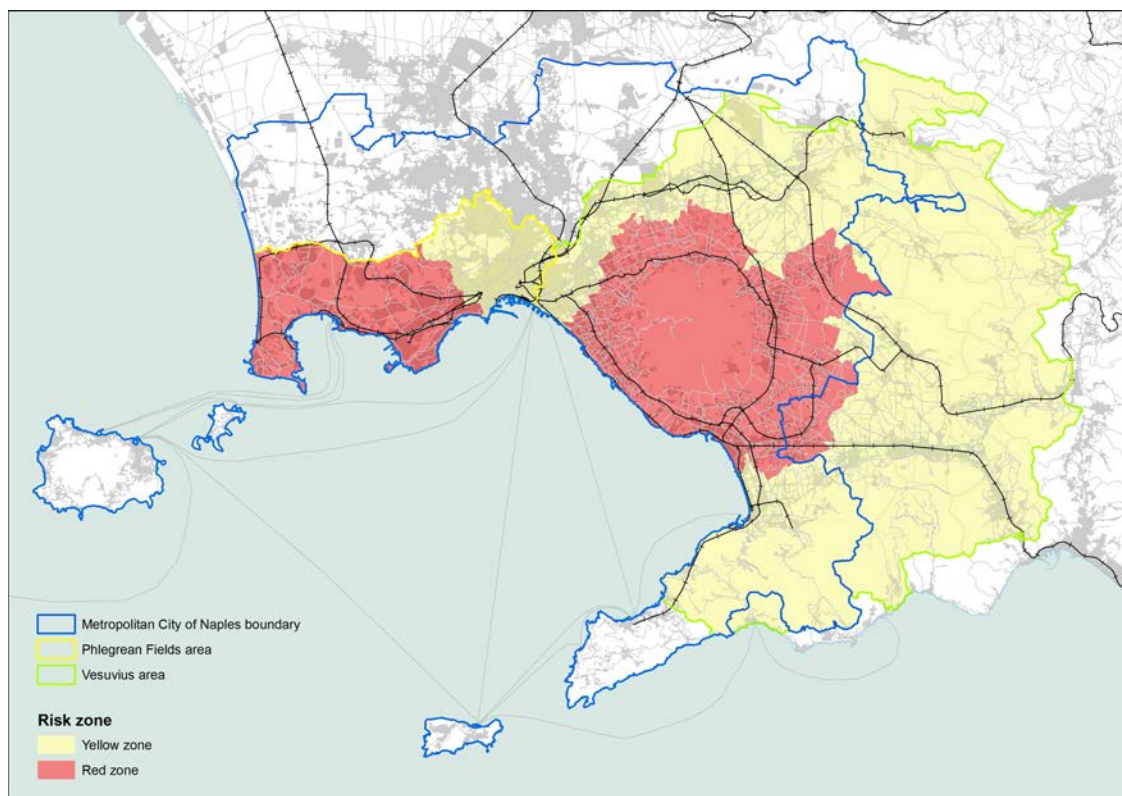 Metropolitan City of Naples boundary
Phlegrean Fields area
Vesuvius area
Risk zone
Yellow zone
Red zone